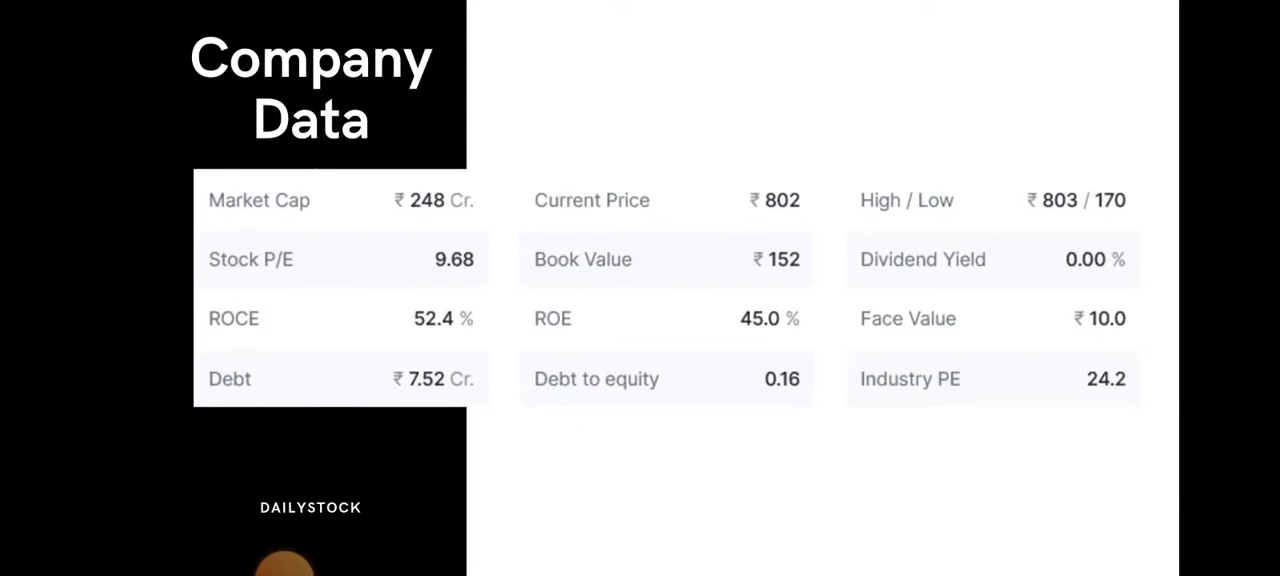 Company
Data
Market Cap ₹ 248 Cr. Current Price ₹ 802 High / Low ₹ 803 / 170
Stock P/E 9.68 Book Value ₹ 152 Dividend Yield 0.00 %
ROCE 52.4 % ROE 45.0 % Face Value ₹ 10.0
Debt ₹ 7.52 Cr. Debt to equity 0.16 Industry PE 24.2
DAILYSTOCK